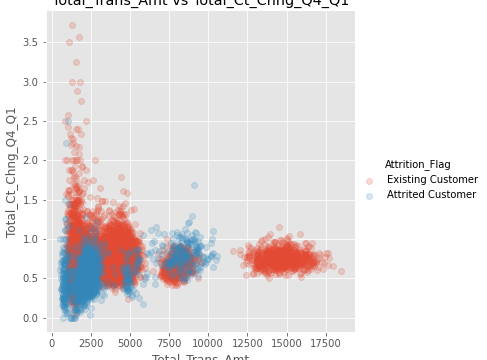 Total_Trans_Amt vs Total_Ct_Chng_Q4_Q1
3.5
3.0
2.5
2.0
1.5
1.0
0.5
0.0
Total_Ct_Chng_Q4_Q1
0 2500 5000 7500 10000 12500 15000 17500
Total_Trans_Amt
Attrition_Flag
Existing Customer
Attrited Customer